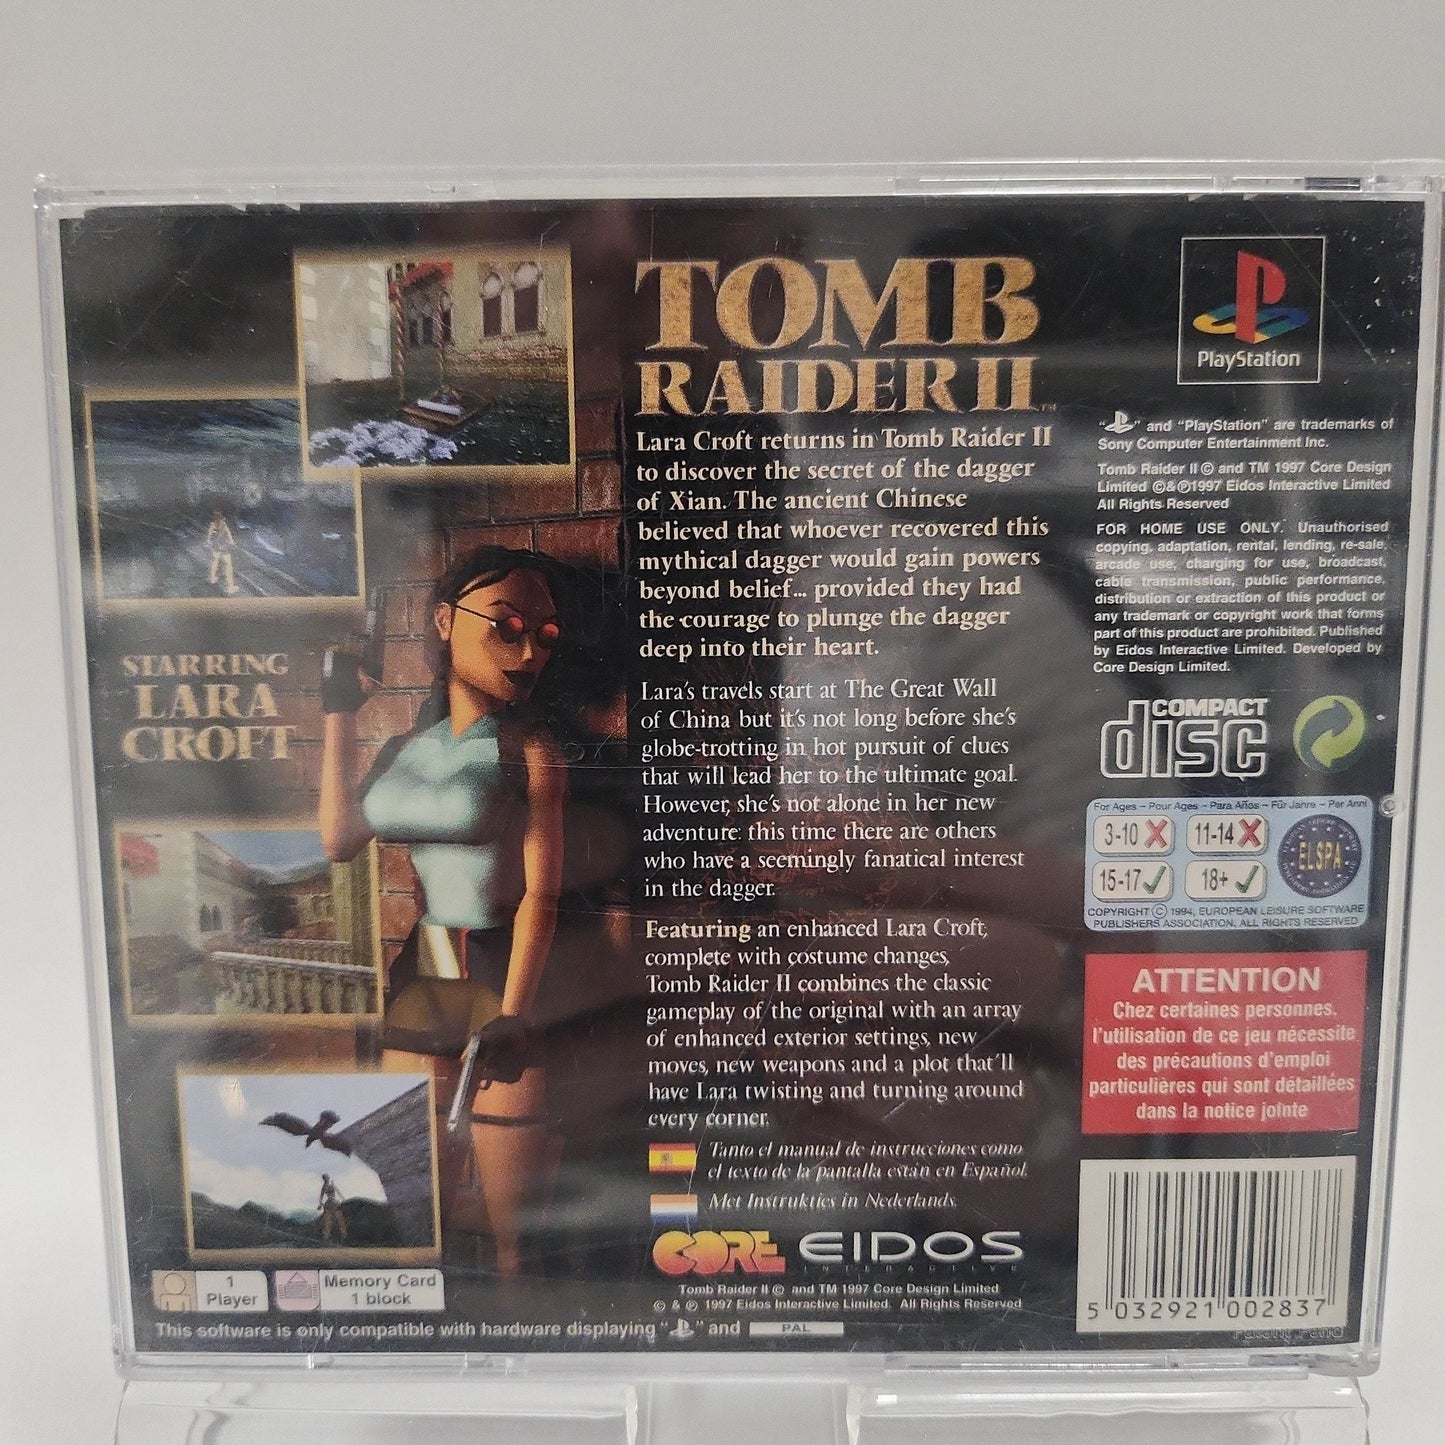 TOMB
RAIDER II™
Lara Croft returns in Tomb Raider II
to discover the secret of the dagger
of Xian. The ancient Chinese
believed that whoever recovered this
mythical dagger would gain powers
beyond belief... provided they had
the courage to plunge the dagger
deep into their heart.
Lara's travels start at The Great Wall
of China but it's not long before she's
globe-trotting in hot pursuit of clues
that will lead her to the ultimate goal.
However, she's not alone in her new
adventure: this time there are others
who have a seemingly fanatical interest
in the dagger.
Featuring an enhanced Lara Croft,
complete with costume changes,
Tomb Raider II combines the classic
gameplay of the original with an array
of enhanced exterior settings, new
moves, new weapons and a plot that'll
have Lara twisting and turning around
every corner.
Tanto el manual de instrucciones como
el texto de la pantalla están en Español.
Met Instrukties in Nederlands.
CORE EIDOS
INTERACTIVE
Tomb Raider II © and TM 1997 Core Design Limited
© & ℗ 1997 Eidos Interactive Limited. All Rights Reserved
STARRING
LARA
CROFT
1
Player
Memory Card
1 block
This software is only compatible with hardware displaying " " and PAL
PlayStation
" " and "PlayStation" are trademarks of
Sony Computer Entertainment Inc.
Tomb Raider II © and TM 1997 Core Design
Limited ©&℗1997 Eidos Interactive Limited
All Rights Reserved
FOR HOME USE ONLY. Unauthorised
copying, adaptation, rental, lending, re-sale,
arcade use, charging for use, broadcast,
cable transmission, public performance,
distribution or extraction of this product or
any trademark or copyright work that forms
part of this product are prohibited. Published
by Eidos Interactive Limited. Developed by
Core Design Limited.
COMPACT
disc
For Ages ~ Pour Ages ~ Para Años ~ Für Jahre ~ Per Anni
3-10 11-14
15-17 18+
ELSPA
COPYRIGHT © 1994, EUROPEAN LEISURE SOFTWARE
PUBLISHERS ASSOCIATION. ALL RIGHTS RESERVED
ATTENTION
Chez certaines personnes,
l'utilisation de ce jeu nécessite
des précautions d'emploi
particulières qui sont détaillées
dans la notice jointe
5 032921 002837